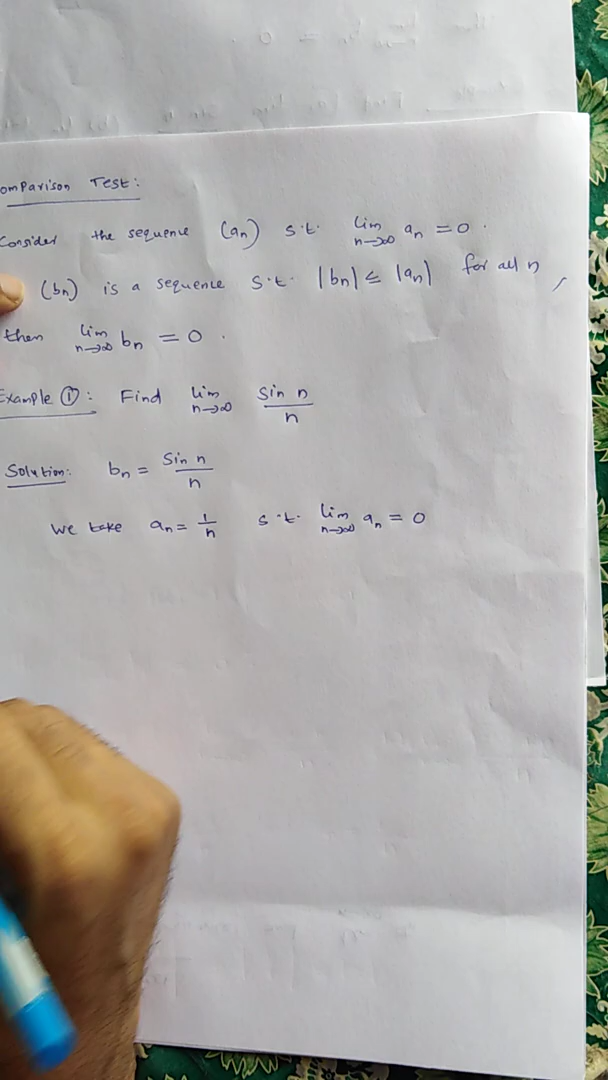 omparison Test:
Consider the sequence (an) s.t. lim n→∞ an = 0.
(bn) is a sequence s.t. |bn| ≤ |an| for all n,
then lim n→∞ bn = 0.
Example ①: Find lim n→∞ Sin n / n
Solution: bn = Sin n / n
We take an = 1/n s.t. lim n→∞ an = 0